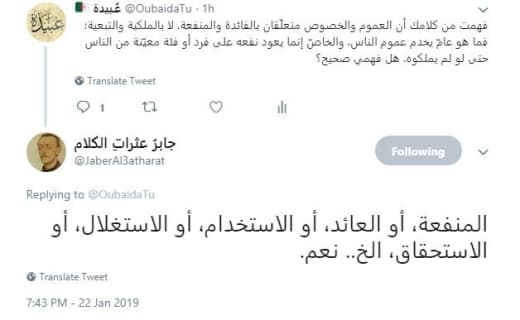 عُبيدة @OubaidaTu · 1h
فهمت من كلامك أن العموم والخصوص متعلّقان بالفائدة والمنفعة، لا بالملكية والتبعية؛
فما هو عامّ يخدم عموم الناس، والخاصّ إنما يعود نفعه على فرد أو فئة معيّنة من الناس
حتى لو لم يملكوه. هل فهمي صحيح؟
Translate Tweet
1
جابرُ عثراتِ الكلام
@JaberAl3atharat
Following
Replying to @OubaidaTu
المنفعة، أو العائد، أو الاستخدام، أو الاستغلال، أو
الاستحقاق، الخ.. نعم.
Translate Tweet
7:43 PM - 22 Jan 2019